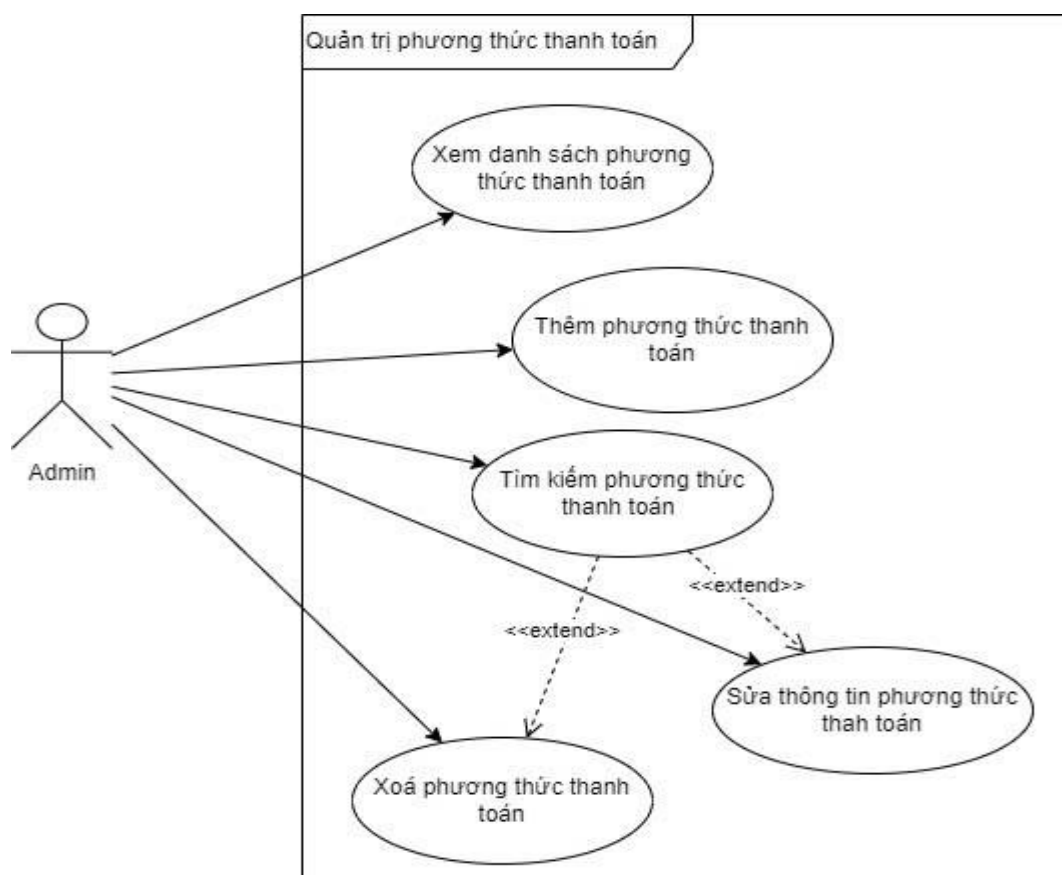 Quản trị phương thức thanh toán
Xem danh sách phương
thức thanh toán
Thêm phương thức thanh
toán
Admin
Tìm kiếm phương thức
thanh toán
<<extend>>
<<extend>>
Sửa thông tin phương thức
thah toán
Xoá phương thức thanh
toán